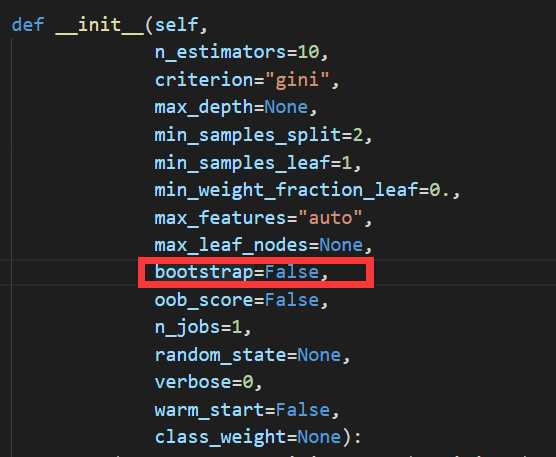 def __init__(self,
n_estimators=10,
criterion="gini",
max_depth=None,
min_samples_split=2,
min_samples_leaf=1,
min_weight_fraction_leaf=0.,
max_features="auto",
max_leaf_nodes=None,
bootstrap=False,
oob_score=False,
n_jobs=1,
random_state=None,
verbose=0,
warm_start=False,
class_weight=None):